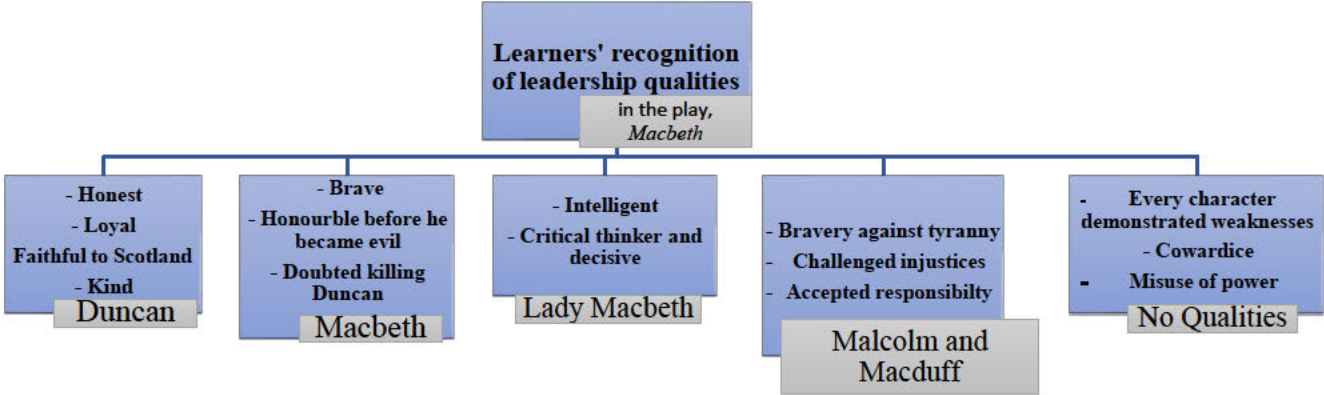 Learners' recognition
of leadership qualities
in the play,
Macbeth
- Honest
- Loyal
Faithful to Scotland
- Kind
Duncan
- Brave
- Honourble before he
became evil
- Doubted killing
Duncan
Macbeth
- Intelligent
- Critical thinker and
decisive
Lady Macbeth
- Bravery against tyranny
- Challenged injustices
- Accepted responsibilty
Malcolm and
Macduff
- Every character
demonstrated weaknesses
- Cowardice
- Misuse of power
No Qualities